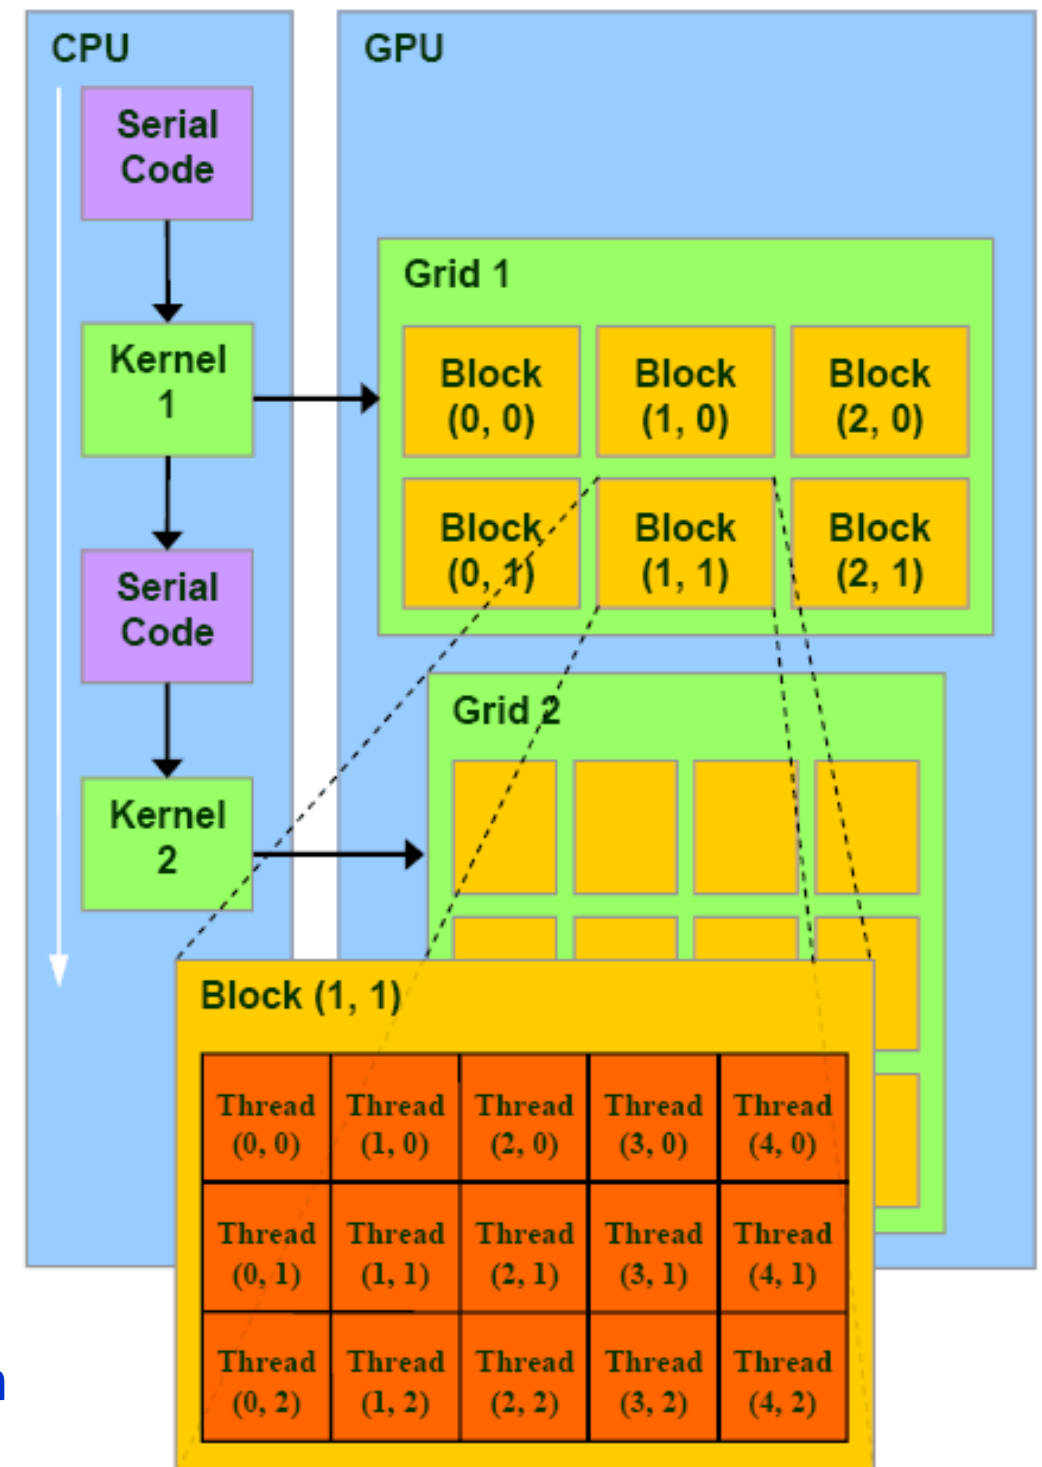 CPU
Serial
Code
Kernel
1
Serial
Code
Kernel
2
GPU
Grid 1
Block
(0, 0)
Block
(1, 0)
Block
(2, 0)
Block
(0, 1)
Block
(1, 1)
Block
(2, 1)
Grid 2
Block (1, 1)
Thread
(0, 0)
Thread
(1, 0)
Thread
(2, 0)
Thread
(3, 0)
Thread
(4, 0)
Thread
(0, 1)
Thread
(1, 1)
Thread
(2, 1)
Thread
(3, 1)
Thread
(4, 1)
Thread
(0, 2)
Thread
(1, 2)
Thread
(2, 2)
Thread
(3, 2)
Thread
(4, 2)